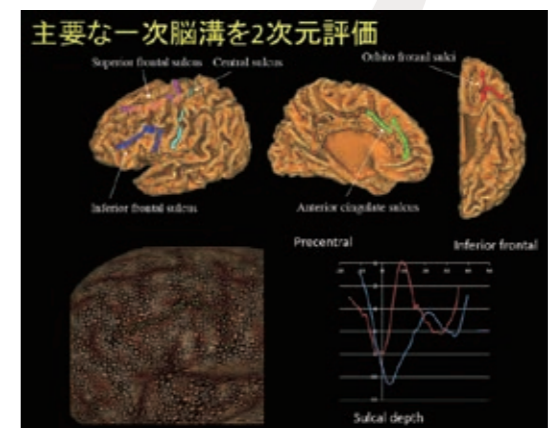 主要な一次脳溝を2次元評価
Superior frontal sulcus
Central sulcus
Orbito frotanl sulci
Inferior frontal sulcus
Anterior cingulate sulcus
Precentral
Inferior frontal
Sulcal depth